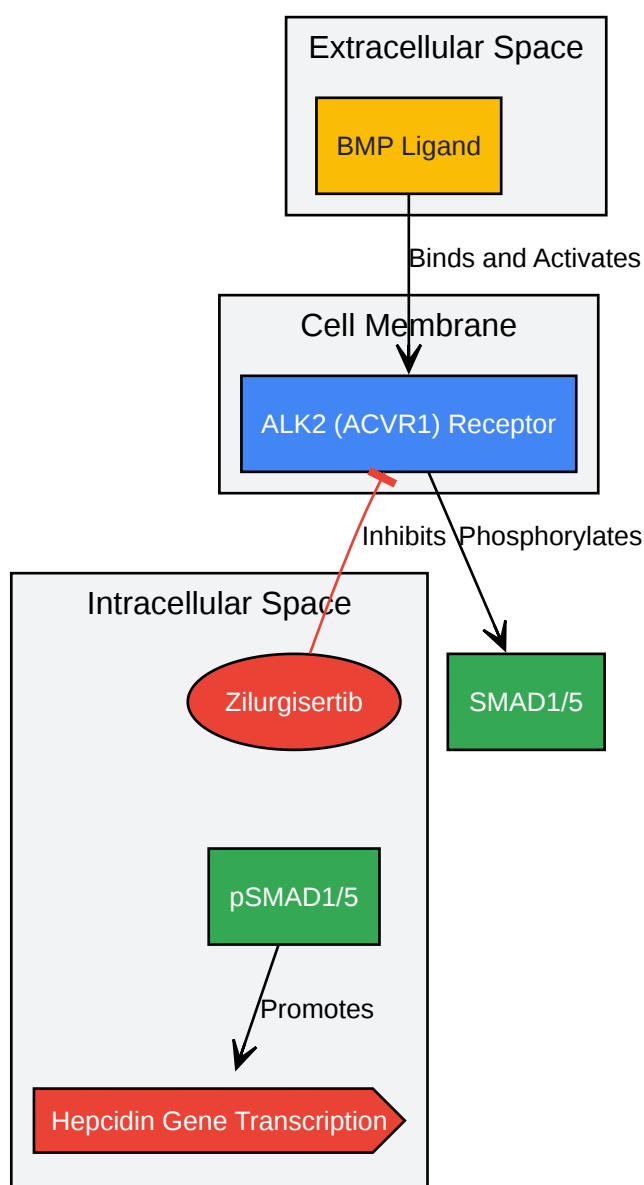 Extracellular Space
BMP Ligand
Binds and Activates
Cell Membrane
ALK2 (ACVR1) Receptor
Inhibits
Phosphorylates
Intracellular Space
Zilurgisertib
SMAD1/5
pSMAD1/5
Promotes
Hepcidin Gene Transcription